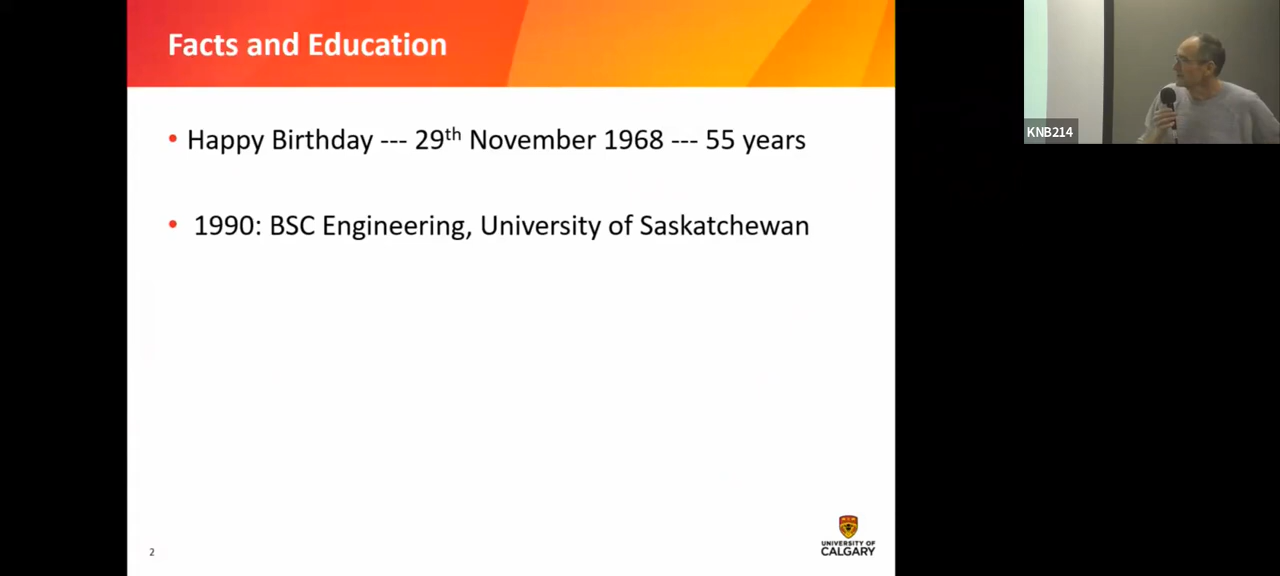 Facts and Education
KNB214
• Happy Birthday --- 29th November 1968 --- 55 years
• 1990: BSC Engineering, University of Saskatchewan
2
UNIVERSITY OF
CALGARY